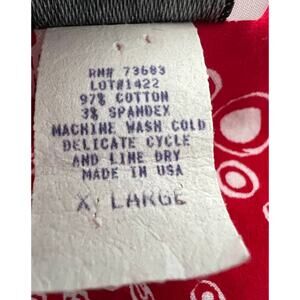 RN# 73683
LOT#1422
97% COTTON
3% SPANDEX
MACHINE WASH COLD
DELICATE CYCLE
AND LINE DRY
MADE IN USA
X/LARGE